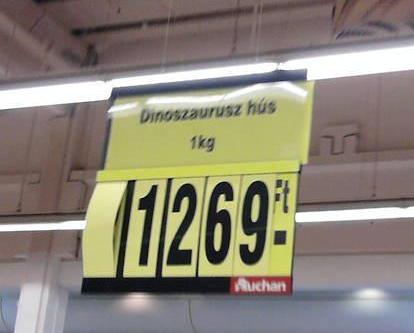 Dinoszaurusz hús
1kg
1269 Ft
Auchan